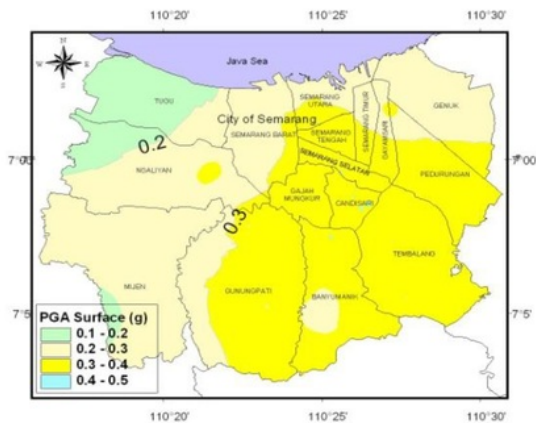 110°20' 110°25' 110°30'
N
W E
S
Java Sea
TUGU
SEMARANG UTARA
SEMARANG TIMUR
GENUK
City of Semarang
SEMARANG BARAT
SEMARANG TENGAH
GAYAMSARI
0.2
7°00' 7°00'
SEMARANG SELATAN
NGALIYAN
PEDURUNGAN
GAJAH MUNGKUR
CANDISARI
0.3
TEMBALANG
MIJEN
GUNUNGPATI
BANYUMANIK
7°5' 7°5'
PGA Surface (g)
0.1 - 0.2
0.2 - 0.3
0.3 - 0.4
0.4 - 0.5
110°20' 110°25' 110°30'